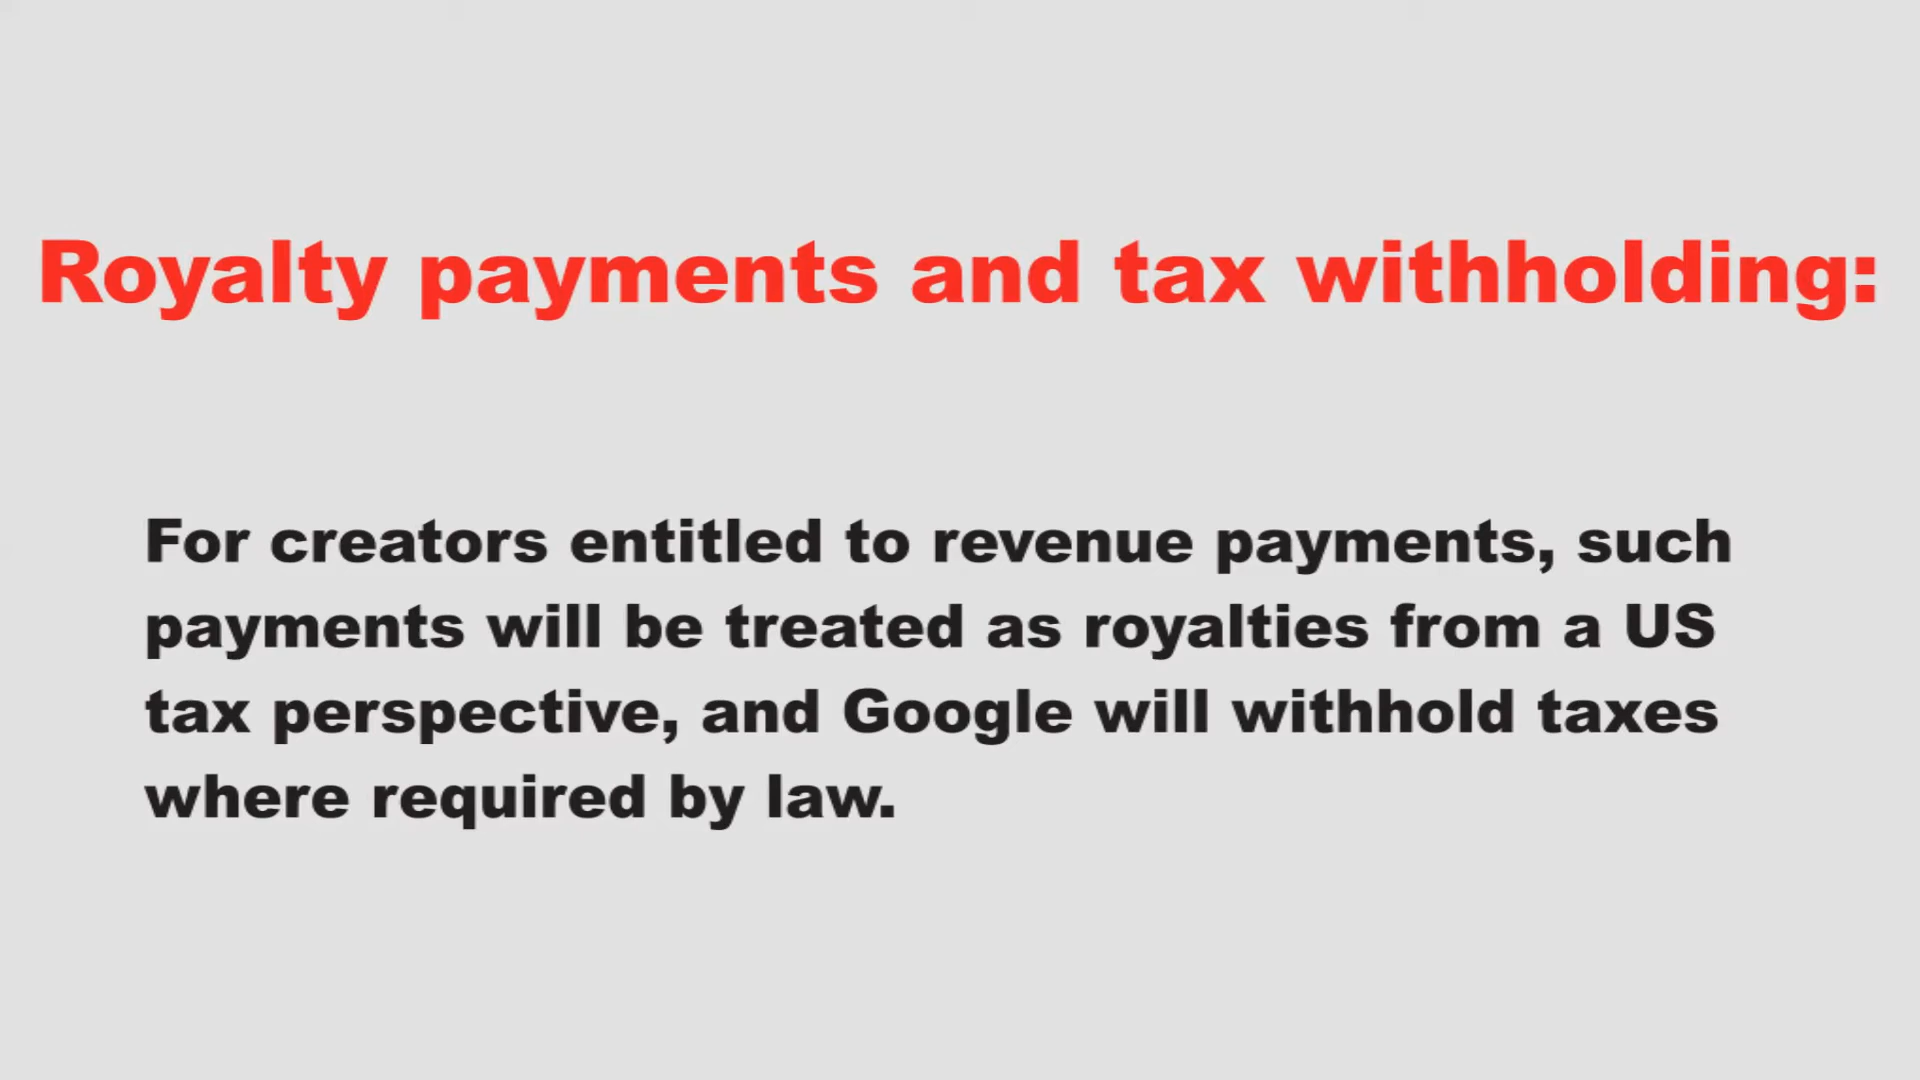 Royalty payments and tax withholding:
For creators entitled to revenue payments, such
payments will be treated as royalties from a US
tax perspective, and Google will withhold taxes
where required by law.